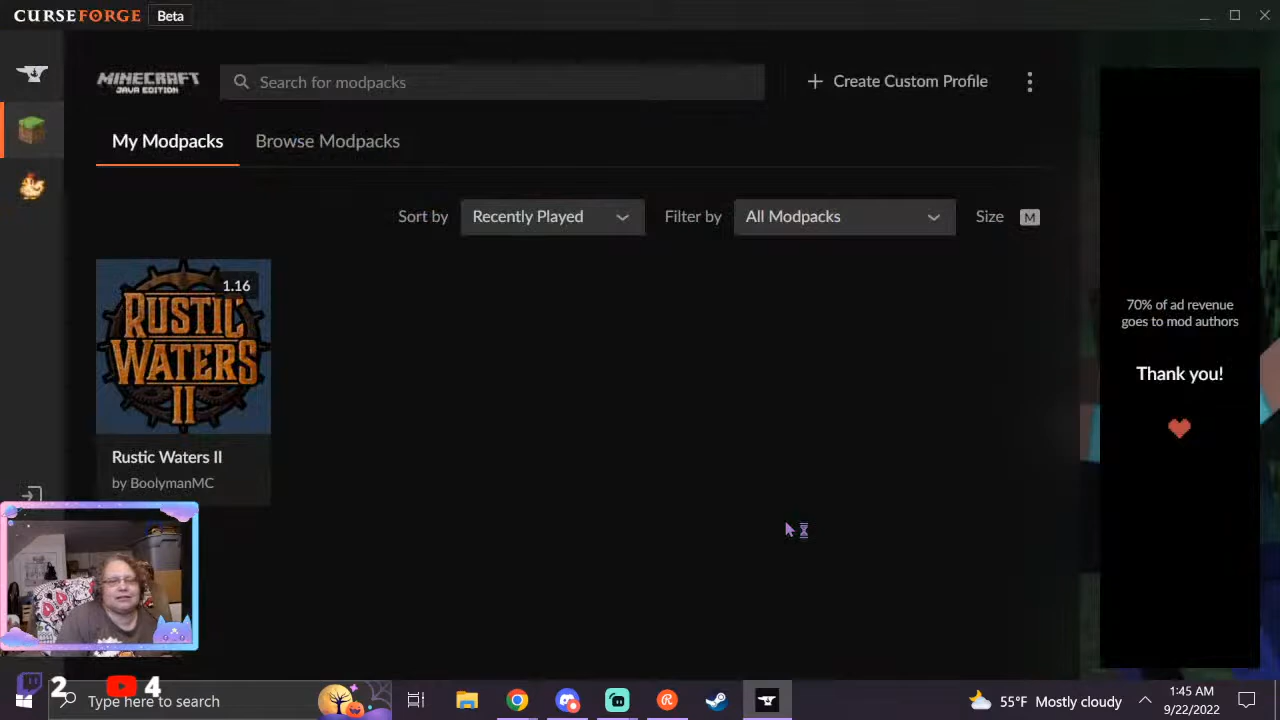 CURSEFORGE Beta
MINECRAFT
JAVA EDITION
Search for modpacks
Create Custom Profile
My Modpacks
Browse Modpacks
Sort by
Recently Played
Filter by
All Modpacks
Size
M
1.16
RUSTIC
WATERS
II
Rustic Waters II
by BoolymanMC
70% of ad revenue
goes to mod authors
Thank you!
2
4
Type here to search
55°F Mostly cloudy
1:45 AM
9/22/2022